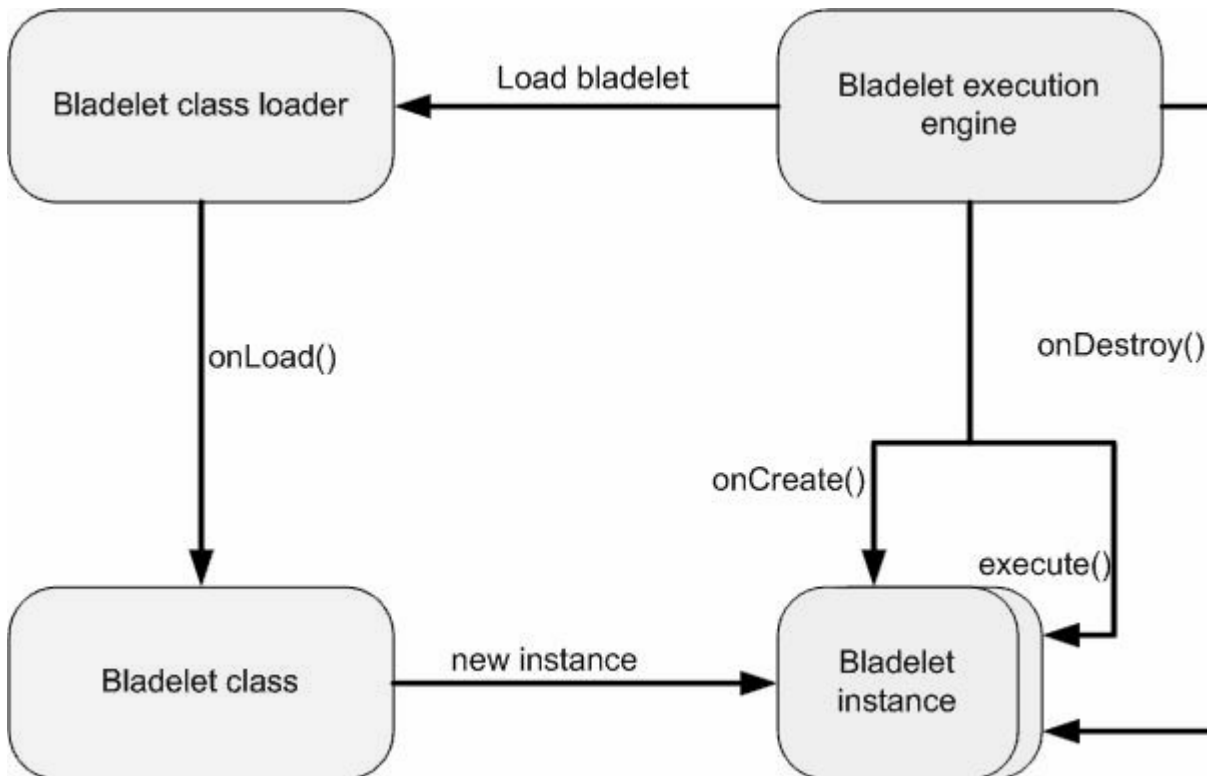 Bladelet class loader
Load bladelet
Bladelet execution
engine
onLoad()
onDestroy()
onCreate()
execute()
Bladelet class
new instance
Bladelet
instance